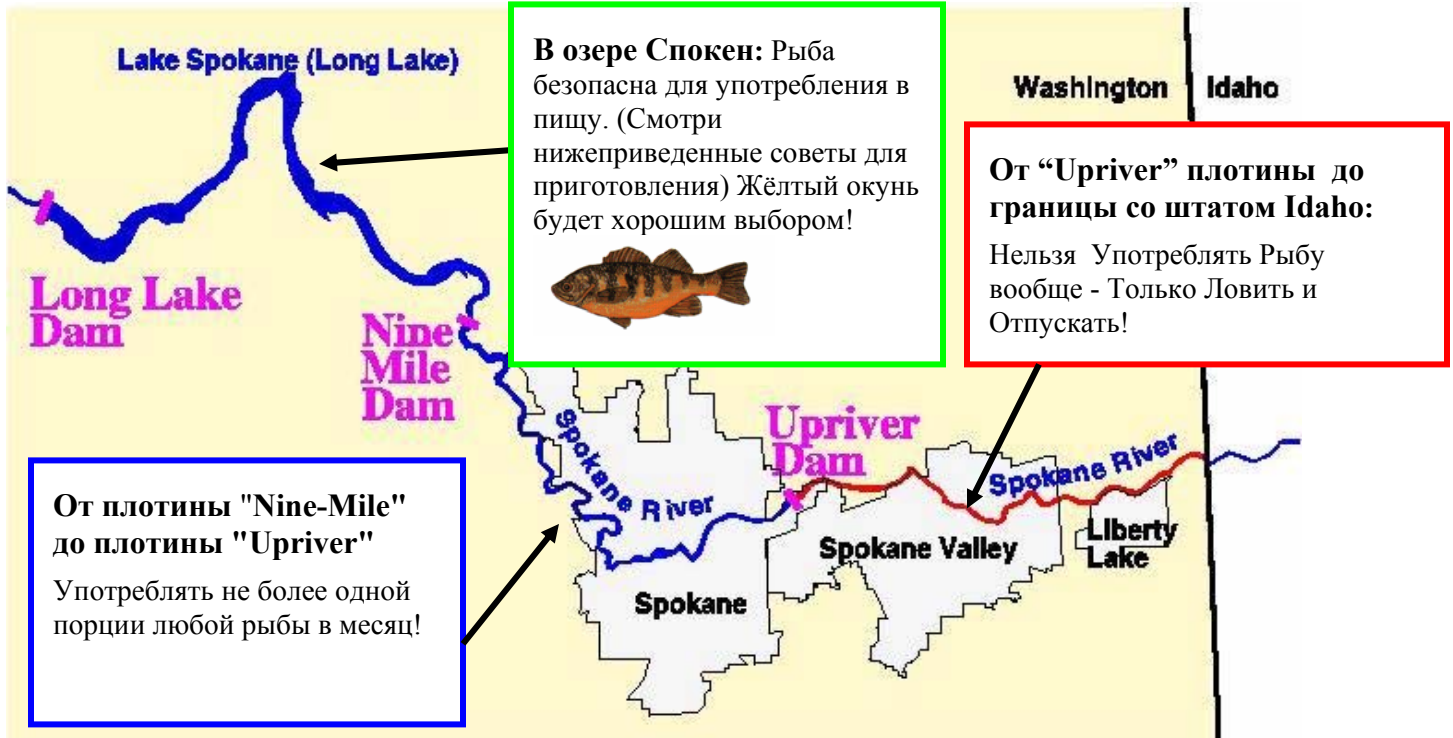 Lake Spokane (Long Lake)
В озере Спокен: Рыба
безопасна для употребления в
пищу. (Смотри
нижеприведенные советы для
приготовления) Жёлтый окунь
будет хорошим выбором!
Washington
Idaho
От “Upriver” плотины до
границы со штатом Idaho:
Нельзя Употреблять Рыбу
вообще - Только Ловить и
Отпускать!
Long Lake
Dam
Nine
Mile
Dam
Upriver
Dam
Spokane River
Spokane River
От плотины "Nine-Mile"
до плотины "Upriver"
Употреблять не более одной
порции любой рыбы в месяц!
Spokane
Spokane Valley
Liberty
Lake